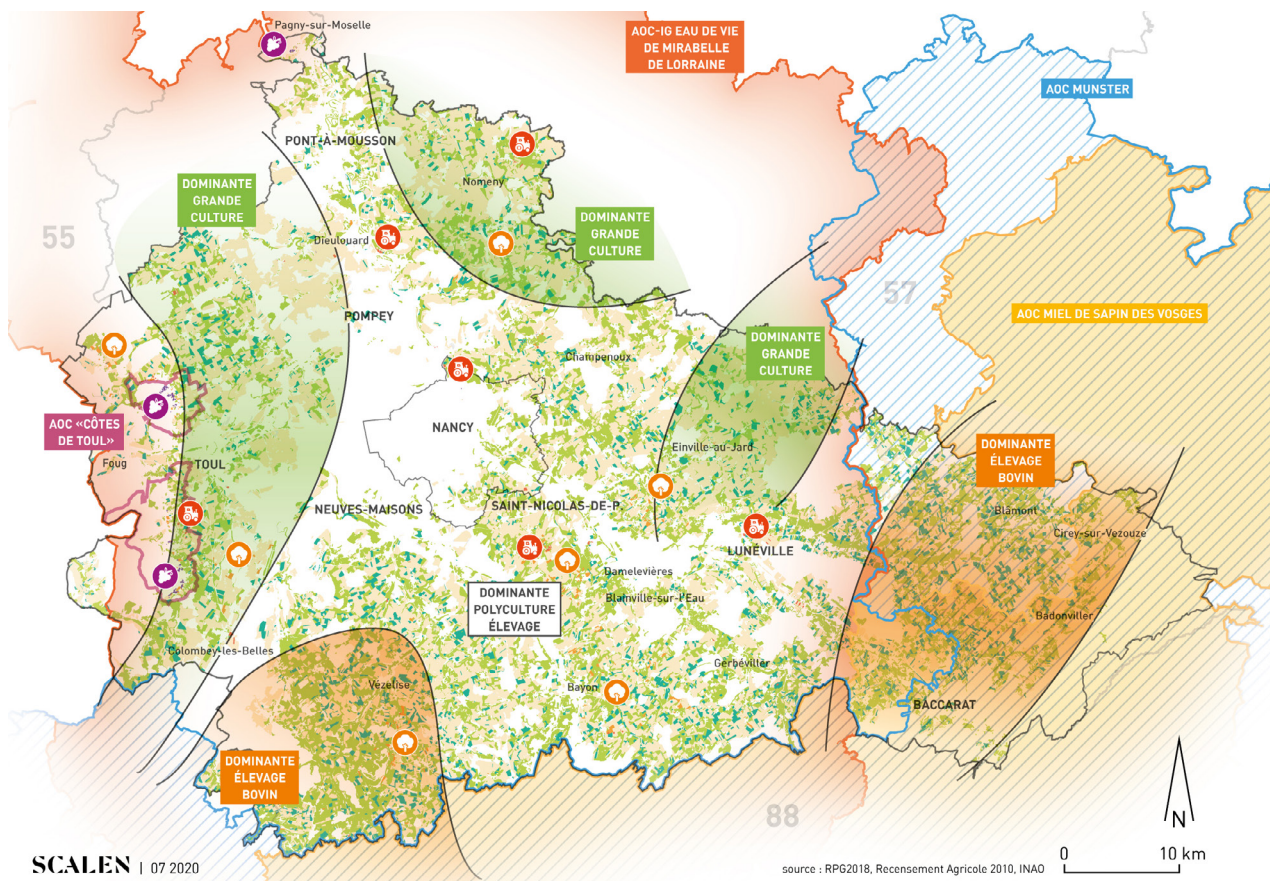 Pagny-sur-Moselle
AOC-IG EAU DE VIE
DE MIRABELLE
DE LORRAINE
AOC MUNSTER
PONT-À-MOUSSON
DOMINANTE
GRANDE
CULTURE
Nomeny
55
Dieulouard
DOMINANTE
GRANDE
CULTURE
57
POMPEY
AOC MIEL DE SAPIN DES VOSGES
Champenoux
DOMINANTE
GRANDE
CULTURE
AOC «CÔTES
DE TOUL»
NANCY
Foug
TOUL
Einville-au-Jard
DOMINANTE
ÉLEVAGE
BOVIN
NEUVES-MAISONS
SAINT-NICOLAS-DE-P.
Blâmont
Cirey-sur-Vezouze
LUNÉVILLE
Damelevières
DOMINANTE
POLYCULTURE
ÉLEVAGE
Blainville-sur-l'Eau
Badonviller
Colombey-les-Belles
Gerbéviller
Vézelise
Bayon
BACCARAT
DOMINANTE
ÉLEVAGE
BOVIN
88
N
SCALEN | 07 2020
source : RPG2018, Recensement Agricole 2010, INAO
0 10 km